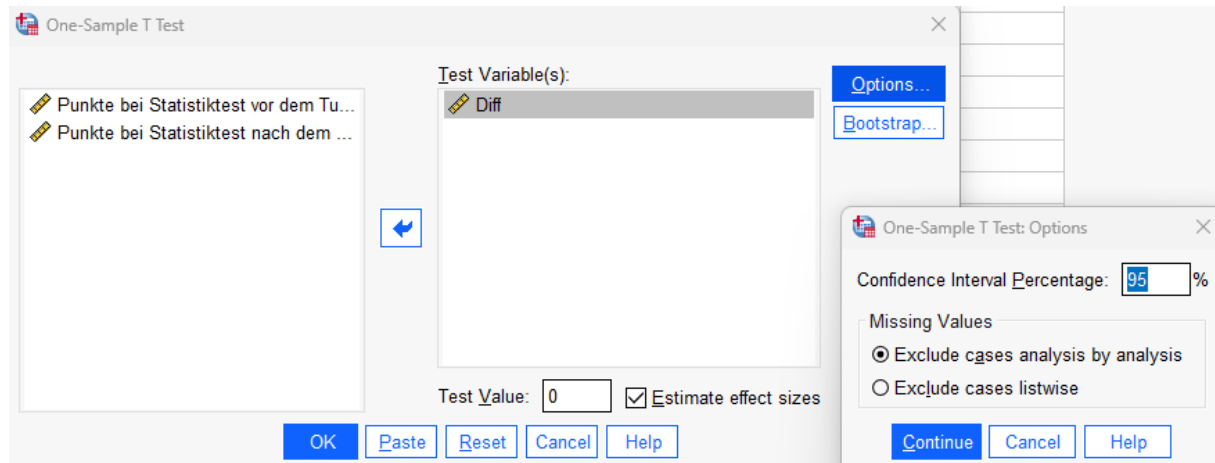 One-Sample T Test
Test Variable(s):
Punkte bei Statistiktest vor dem Tu...
Punkte bei Statistiktest nach dem ...
Diff
Options...
Bootstrap...
Test Value: 0
Estimate effect sizes
OK Paste Reset Cancel Help
One-Sample T Test: Options
Confidence Interval Percentage: 95 %
Missing Values
Exclude cases analysis by analysis
Exclude cases listwise
Continue Cancel Help